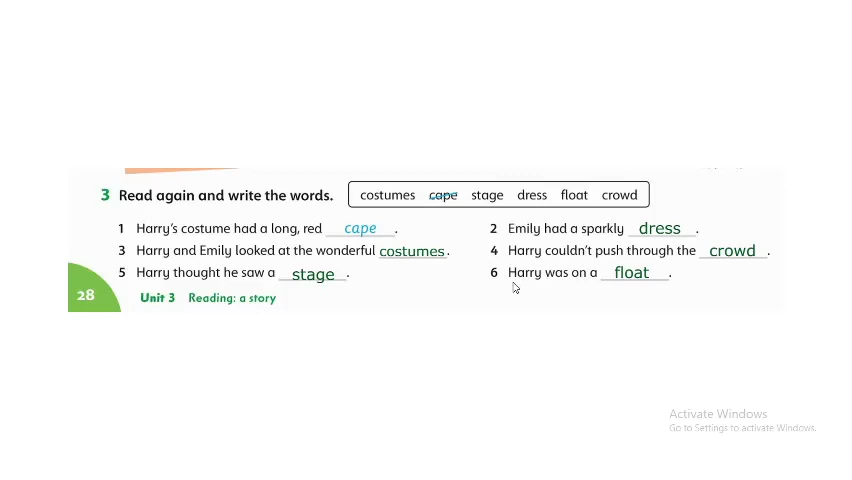 3 Read again and write the words. costumes cape stage dress float crowd
1 Harry's costume had a long, red cape.
2 Emily had a sparkly dress.
3 Harry and Emily looked at the wonderful costumes.
4 Harry couldn't push through the crowd.
5 Harry thought he saw a stage.
6 Harry was on a float.
28 Unit 3 Reading: a story
Activate Windows
Go to Settings to activate Windows.